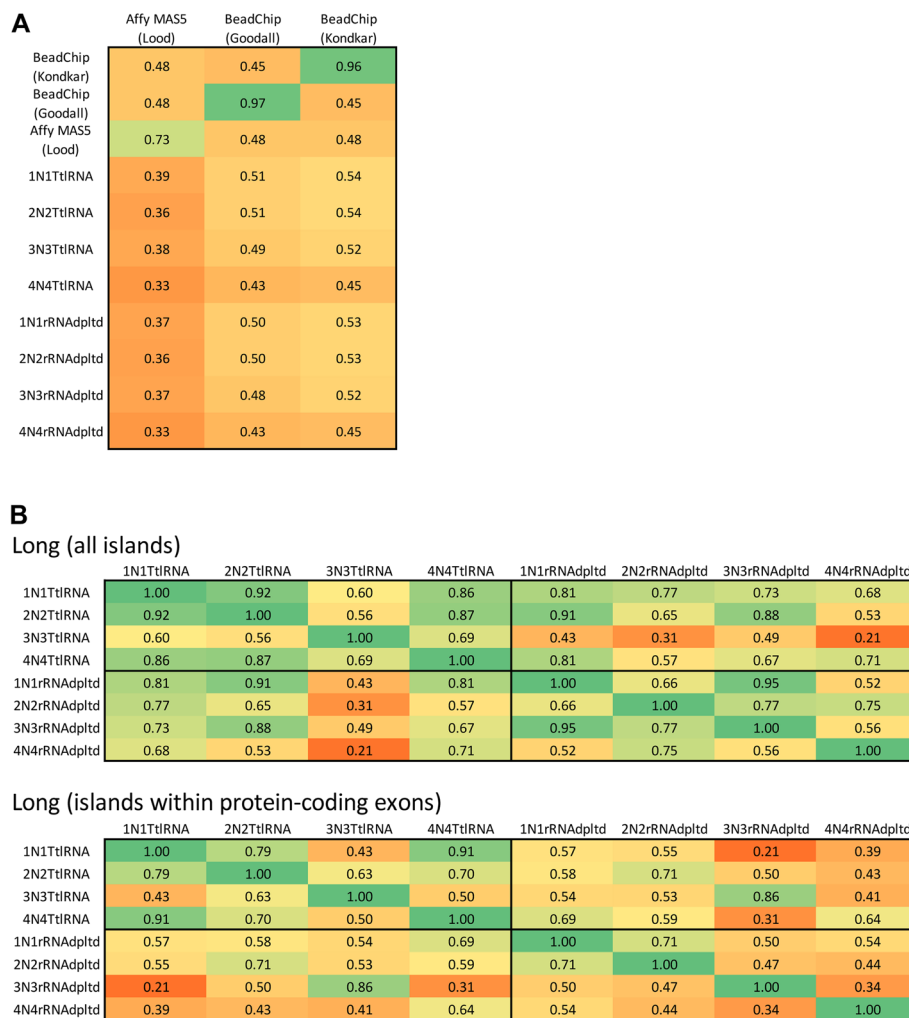 A
Affy MAS5 BeadChip BeadChip
(Lood) (Goodall) (Kondkar)
BeadChip
(Kondkar) 0.48 0.45 0.96
BeadChip
(Goodall) 0.48 0.97 0.45
Affy MAS5
(Lood) 0.73 0.48 0.48
1N1TtlRNA 0.39 0.51 0.54
2N2TtlRNA 0.36 0.51 0.54
3N3TtlRNA 0.38 0.49 0.52
4N4TtlRNA 0.33 0.43 0.45
1N1rRNAdpltd 0.37 0.50 0.53
2N2rRNAdpltd 0.36 0.50 0.53
3N3rRNAdpltd 0.37 0.48 0.52
4N4rRNAdpltd 0.33 0.43 0.45
B
Long (all islands)
1N1TtlRNA 2N2TtlRNA 3N3TtlRNA 4N4TtlRNA 1N1rRNAdpltd 2N2rRNAdpltd 3N3rRNAdpltd 4N4rRNAdpltd
1N1TtlRNA 1.00 0.92 0.60 0.86 0.81 0.77 0.73 0.68
2N2TtlRNA 0.92 1.00 0.56 0.87 0.91 0.65 0.88 0.53
3N3TtlRNA 0.60 0.56 1.00 0.69 0.43 0.31 0.49 0.21
4N4TtlRNA 0.86 0.87 0.69 1.00 0.81 0.57 0.67 0.71
1N1rRNAdpltd 0.81 0.91 0.43 0.81 1.00 0.66 0.95 0.52
2N2rRNAdpltd 0.77 0.65 0.31 0.57 0.66 1.00 0.77 0.75
3N3rRNAdpltd 0.73 0.88 0.49 0.67 0.95 0.77 1.00 0.56
4N4rRNAdpltd 0.68 0.53 0.21 0.71 0.52 0.75 0.56 1.00
Long (islands within protein-coding exons)
1N1TtlRNA 2N2TtlRNA 3N3TtlRNA 4N4TtlRNA 1N1rRNAdpltd 2N2rRNAdpltd 3N3rRNAdpltd 4N4rRNAdpltd
1N1TtlRNA 1.00 0.79 0.43 0.91 0.57 0.55 0.21 0.39
2N2TtlRNA 0.79 1.00 0.63 0.70 0.58 0.71 0.50 0.43
3N3TtlRNA 0.43 0.63 1.00 0.50 0.54 0.53 0.86 0.41
4N4TtlRNA 0.91 0.70 0.50 1.00 0.69 0.59 0.31 0.64
1N1rRNAdpltd 0.57 0.58 0.54 0.69 1.00 0.71 0.50 0.54
2N2rRNAdpltd 0.55 0.71 0.53 0.59 0.71 1.00 0.47 0.44
3N3rRNAdpltd 0.21 0.50 0.86 0.31 0.50 0.47 1.00 0.34
4N4rRNAdpltd 0.39 0.43 0.41 0.64 0.54 0.44 0.34 1.00